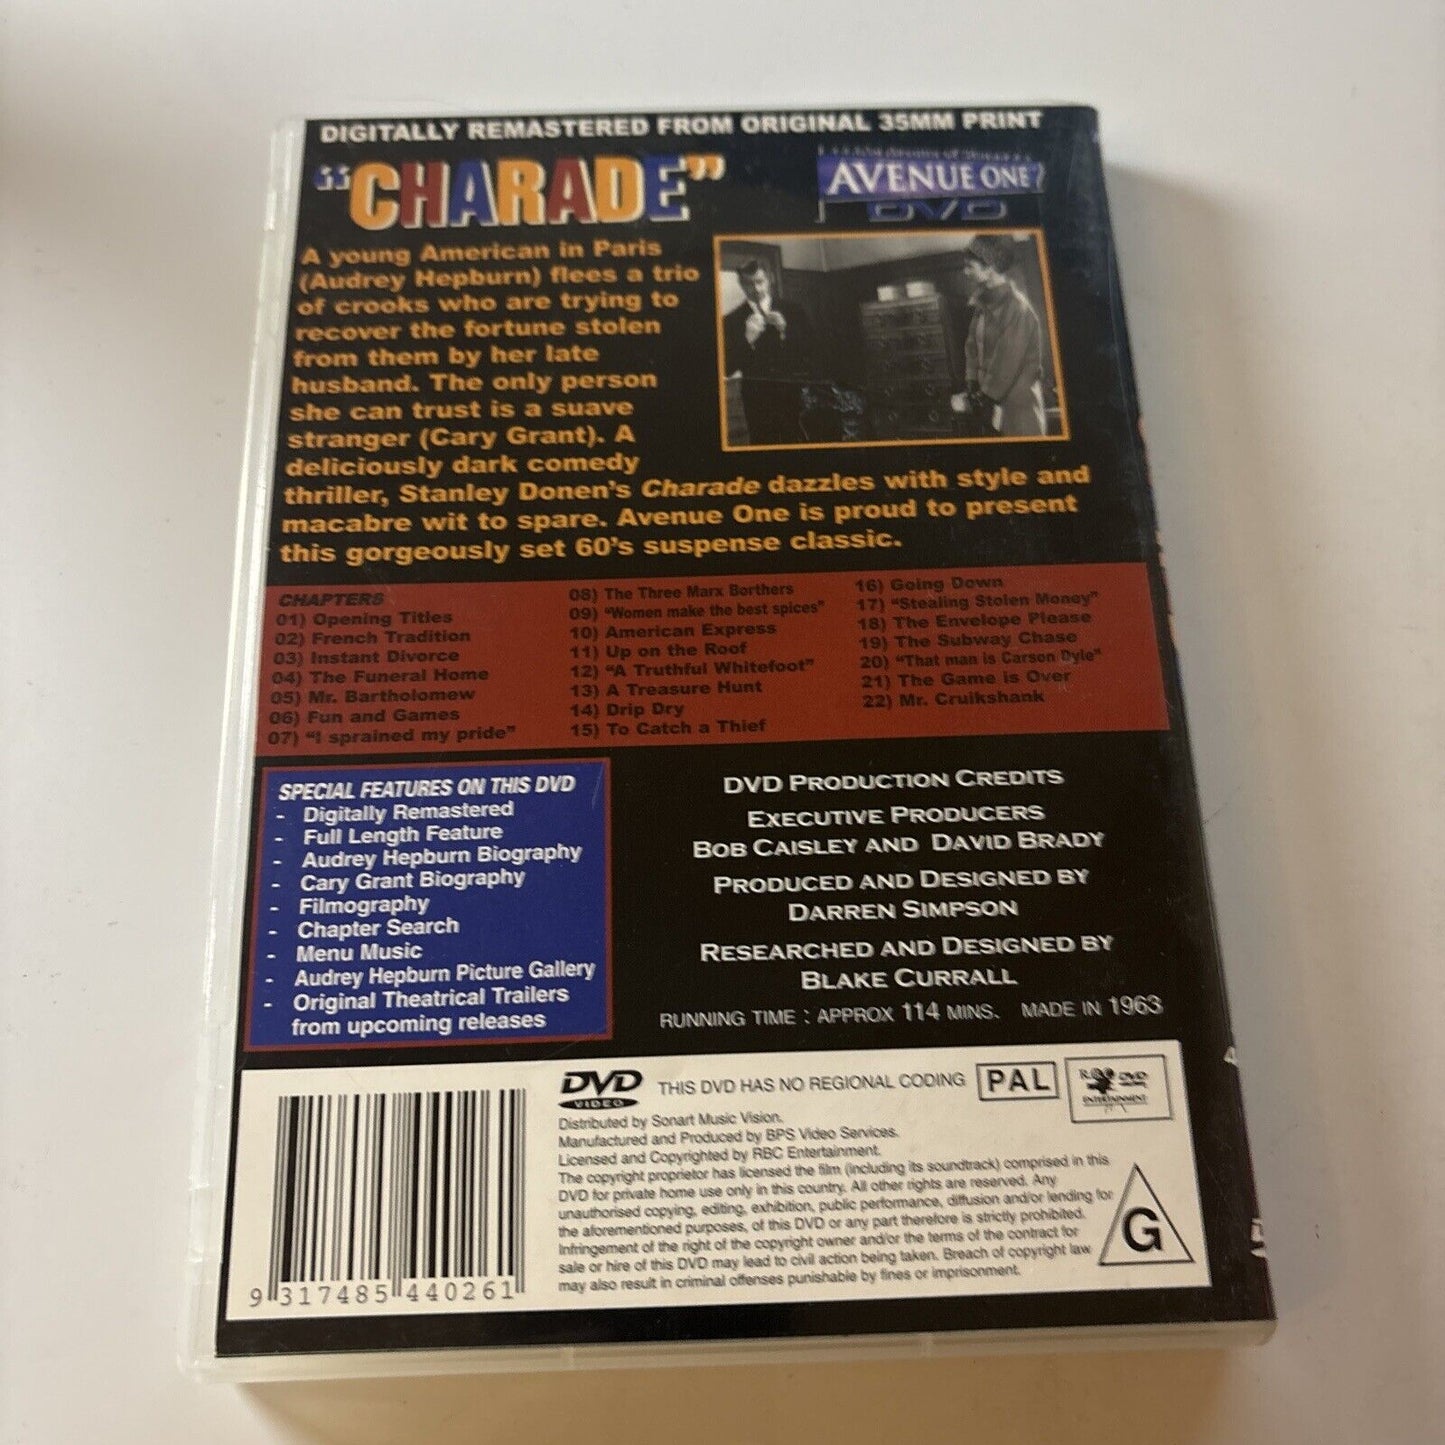 DIGITALLY REMASTERED FROM ORIGINAL 35MM PRINT
"CHARADE"
AVENUE ONE
DVD
A young American in Paris
(Audrey Hepburn) flees a trio
of crooks who are trying to
recover the fortune stolen
from them by her late
husband. The only person
she can trust is a suave
stranger (Cary Grant). A
deliciously dark comedy
thriller, Stanley Donen's Charade dazzles with style and
macabre wit to spare. Avenue One is proud to present
this gorgeously set 60's suspense classic.
CHAPTERS
01) Opening Titles
02) French Tradition
03) Instant Divorce
04) The Funeral Home
05) Mr. Bartholomew
06) Fun and Games
07) "I sprained my pride"
08) The Three Marx Borthers
09) "Women make the best spices"
10) American Express
11) Up on the Roof
12) "A Truthful Whitefoot"
13) A Treasure Hunt
14) Drip Dry
15) To Catch a Thief
16) Going Down
17) "Stealing Stolen Money"
18) The Envelope Please
19) The Subway Chase
20) "That man is Carson Dyle"
21) The Game is Over
22) Mr. Cruikshank
SPECIAL FEATURES ON THIS DVD
- Digitally Remastered
- Full Length Feature
- Audrey Hepburn Biography
- Cary Grant Biography
- Filmography
- Chapter Search
- Menu Music
- Audrey Hepburn Picture Gallery
- Original Theatrical Trailers
from upcoming releases
DVD PRODUCTION CREDITS
EXECUTIVE PRODUCERS
BOB CAISLEY AND DAVID BRADY
PRODUCED AND DESIGNED BY
DARREN SIMPSON
RESEARCHED AND DESIGNED BY
BLAKE CURRALL
RUNNING TIME : APPROX 114 MINS. MADE IN 1963
DVD VIDEO THIS DVD HAS NO REGIONAL CODING PAL
DVD
ENTERTAINMENT
Distributed by Sonart Music Vision.
Manufactured and Produced by BPS Video Services.
Licensed and Copyrighted by RBC Entertainment.
The copyright proprietor has licensed the film (including its soundtrack) comprised in this
DVD for private home use only in this country. All other rights are reserved. Any
unauthorised copying, editing, exhibition, public performance, diffusion and/or lending for
the aforementioned purposes, of this DVD or any part therefore is strictly prohibited.
Infringement of the right of the copyright owner and/or the terms of the contract for
sale or hire of this DVD may lead to civil action being taken. Breach of copyright law
may also result in criminal offenses punishable by fines or imprisonment.
G
9 317485 440261